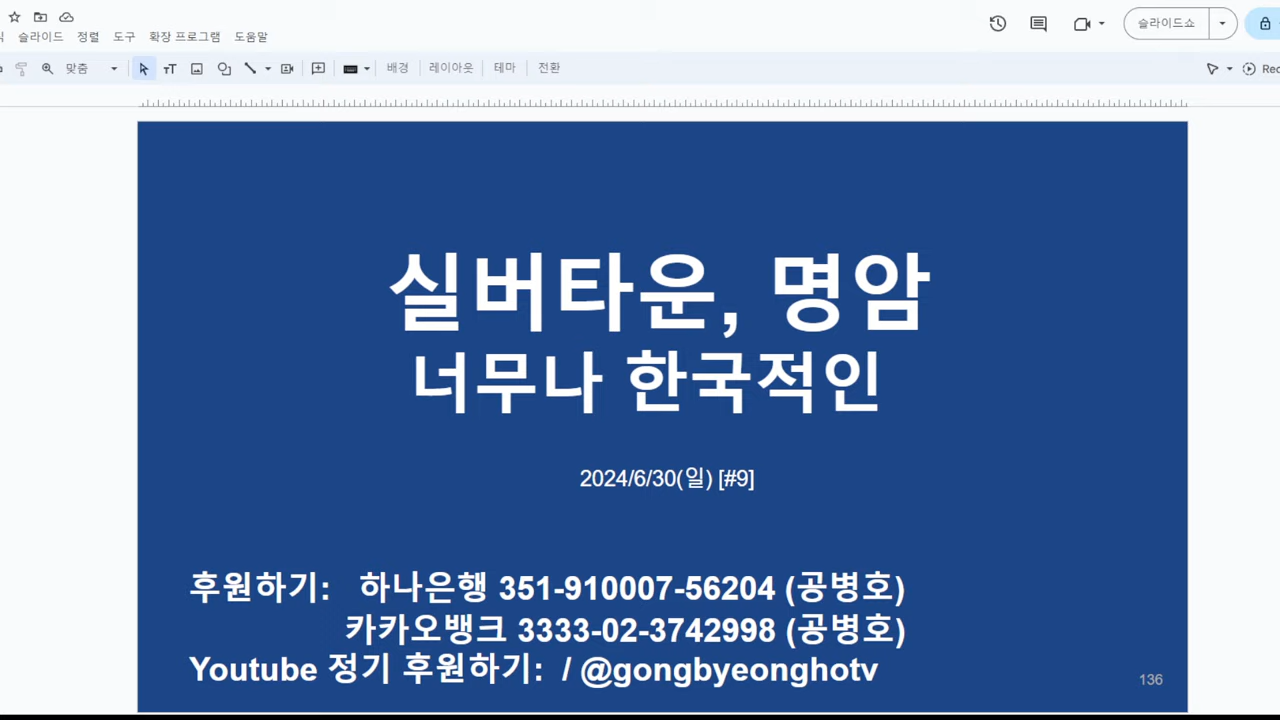 슬라이드 정렬 도구 확장 프로그램 도움말
슬라이드쇼
맞춤 배경 레이아웃 테마 전환
Rec
실버타운, 명암
너무나 한국적인
2024/6/30(일) [#9]
후원하기: 하나은행 351-910007-56204 (공병호)
카카오뱅크 3333-02-3742998 (공병호)
Youtube 정기 후원하기: / @gongbyeonghotv
136